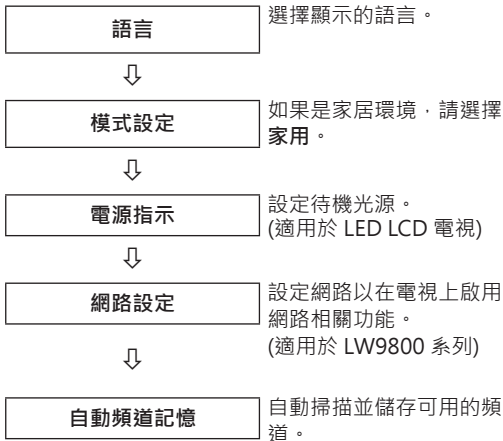 語言
選擇顯示的語言。
模式設定
如果是家居環境，請選擇
家用。
電源指示
設定待機光源。
(適用於 LED LCD 電視)
網路設定
設定網路以在電視上啟用
網路相關功能。
(適用於 LW9800 系列)
自動頻道記憶
自動掃描並儲存可用的頻
道。